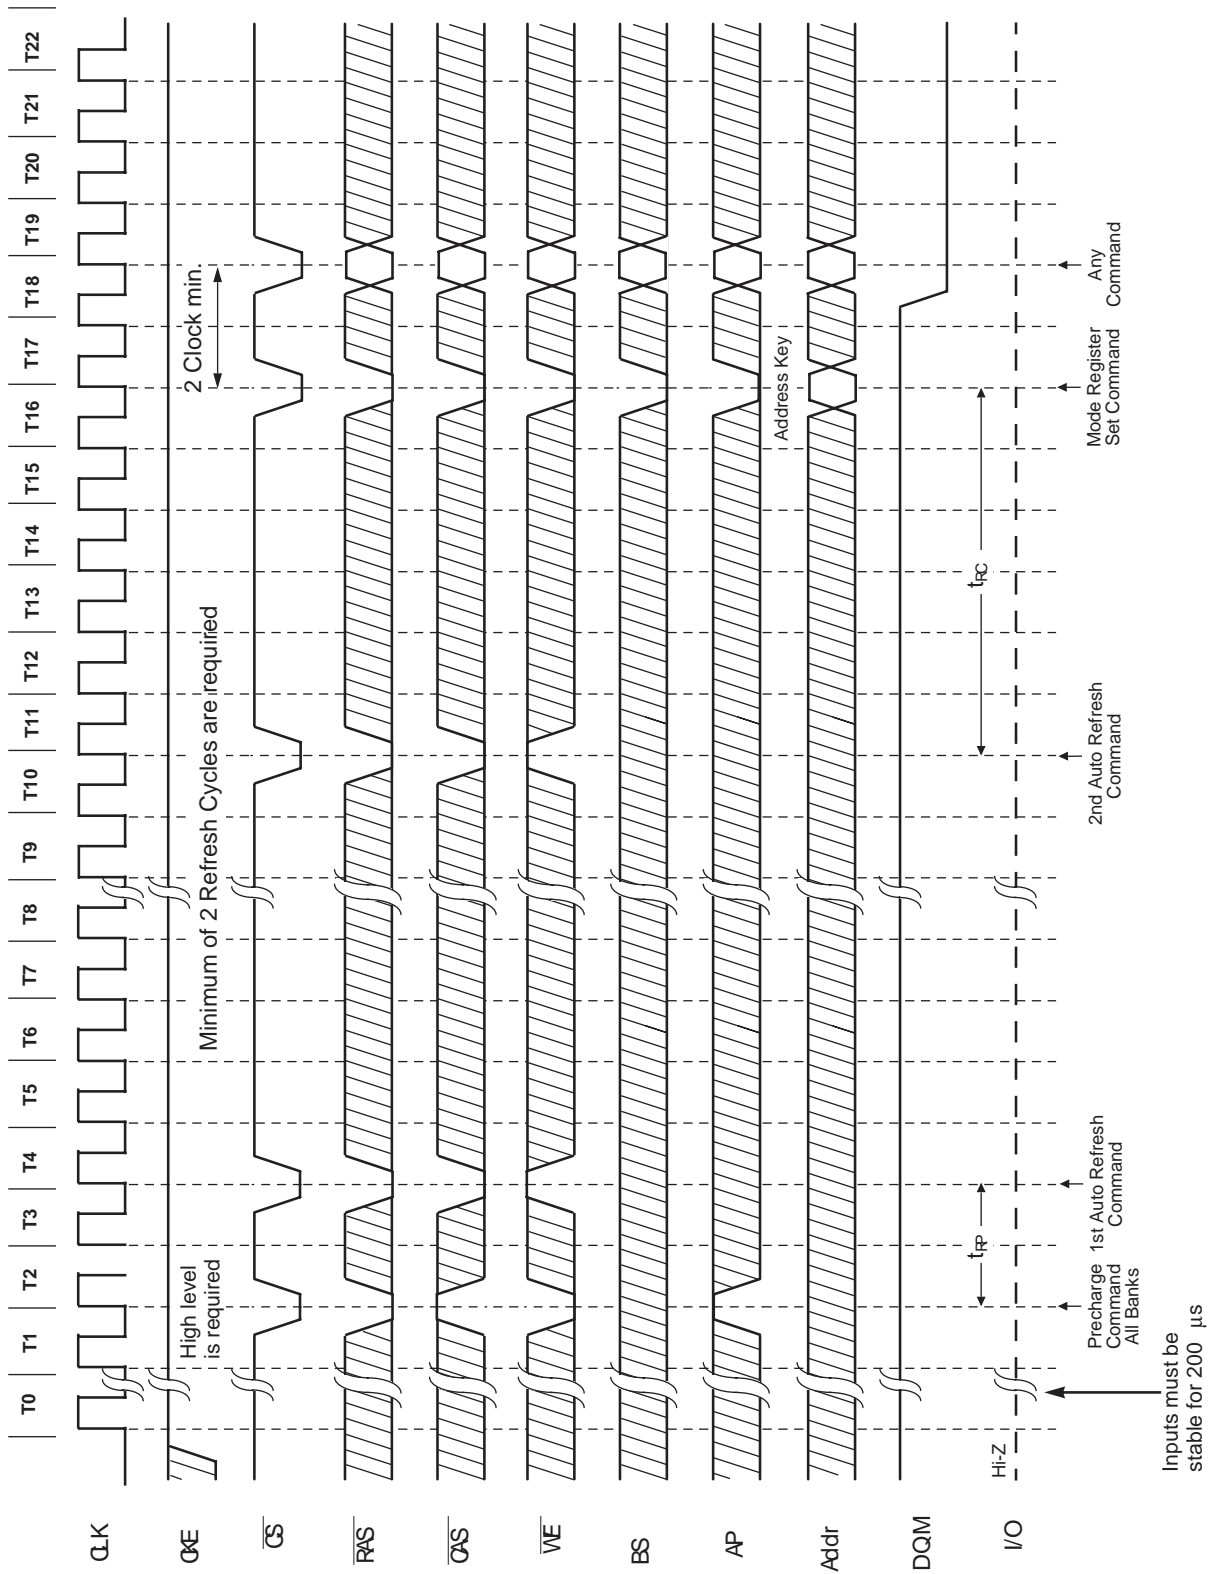 T0 T1 T2 T3 T4 T5 T6 T7 T8 T9 T10 T11 T12 T13 T14 T15 T16 T17 T18 T19 T20 T21 T22
CLK
CKE
High level
is required
Minimum of 2 Refresh Cycles are required
2 Clock min.
CS
RAS
CAS
WE
BS
AP
Address Key
Addr
DQM
tRP
tRC
I/O
Hi-Z
Precharge
Command
All Banks
1st Auto Refresh
Command
2nd Auto Refresh
Command
Mode Register
Set Command
Any
Command
Inputs must be
stable for 200 µs